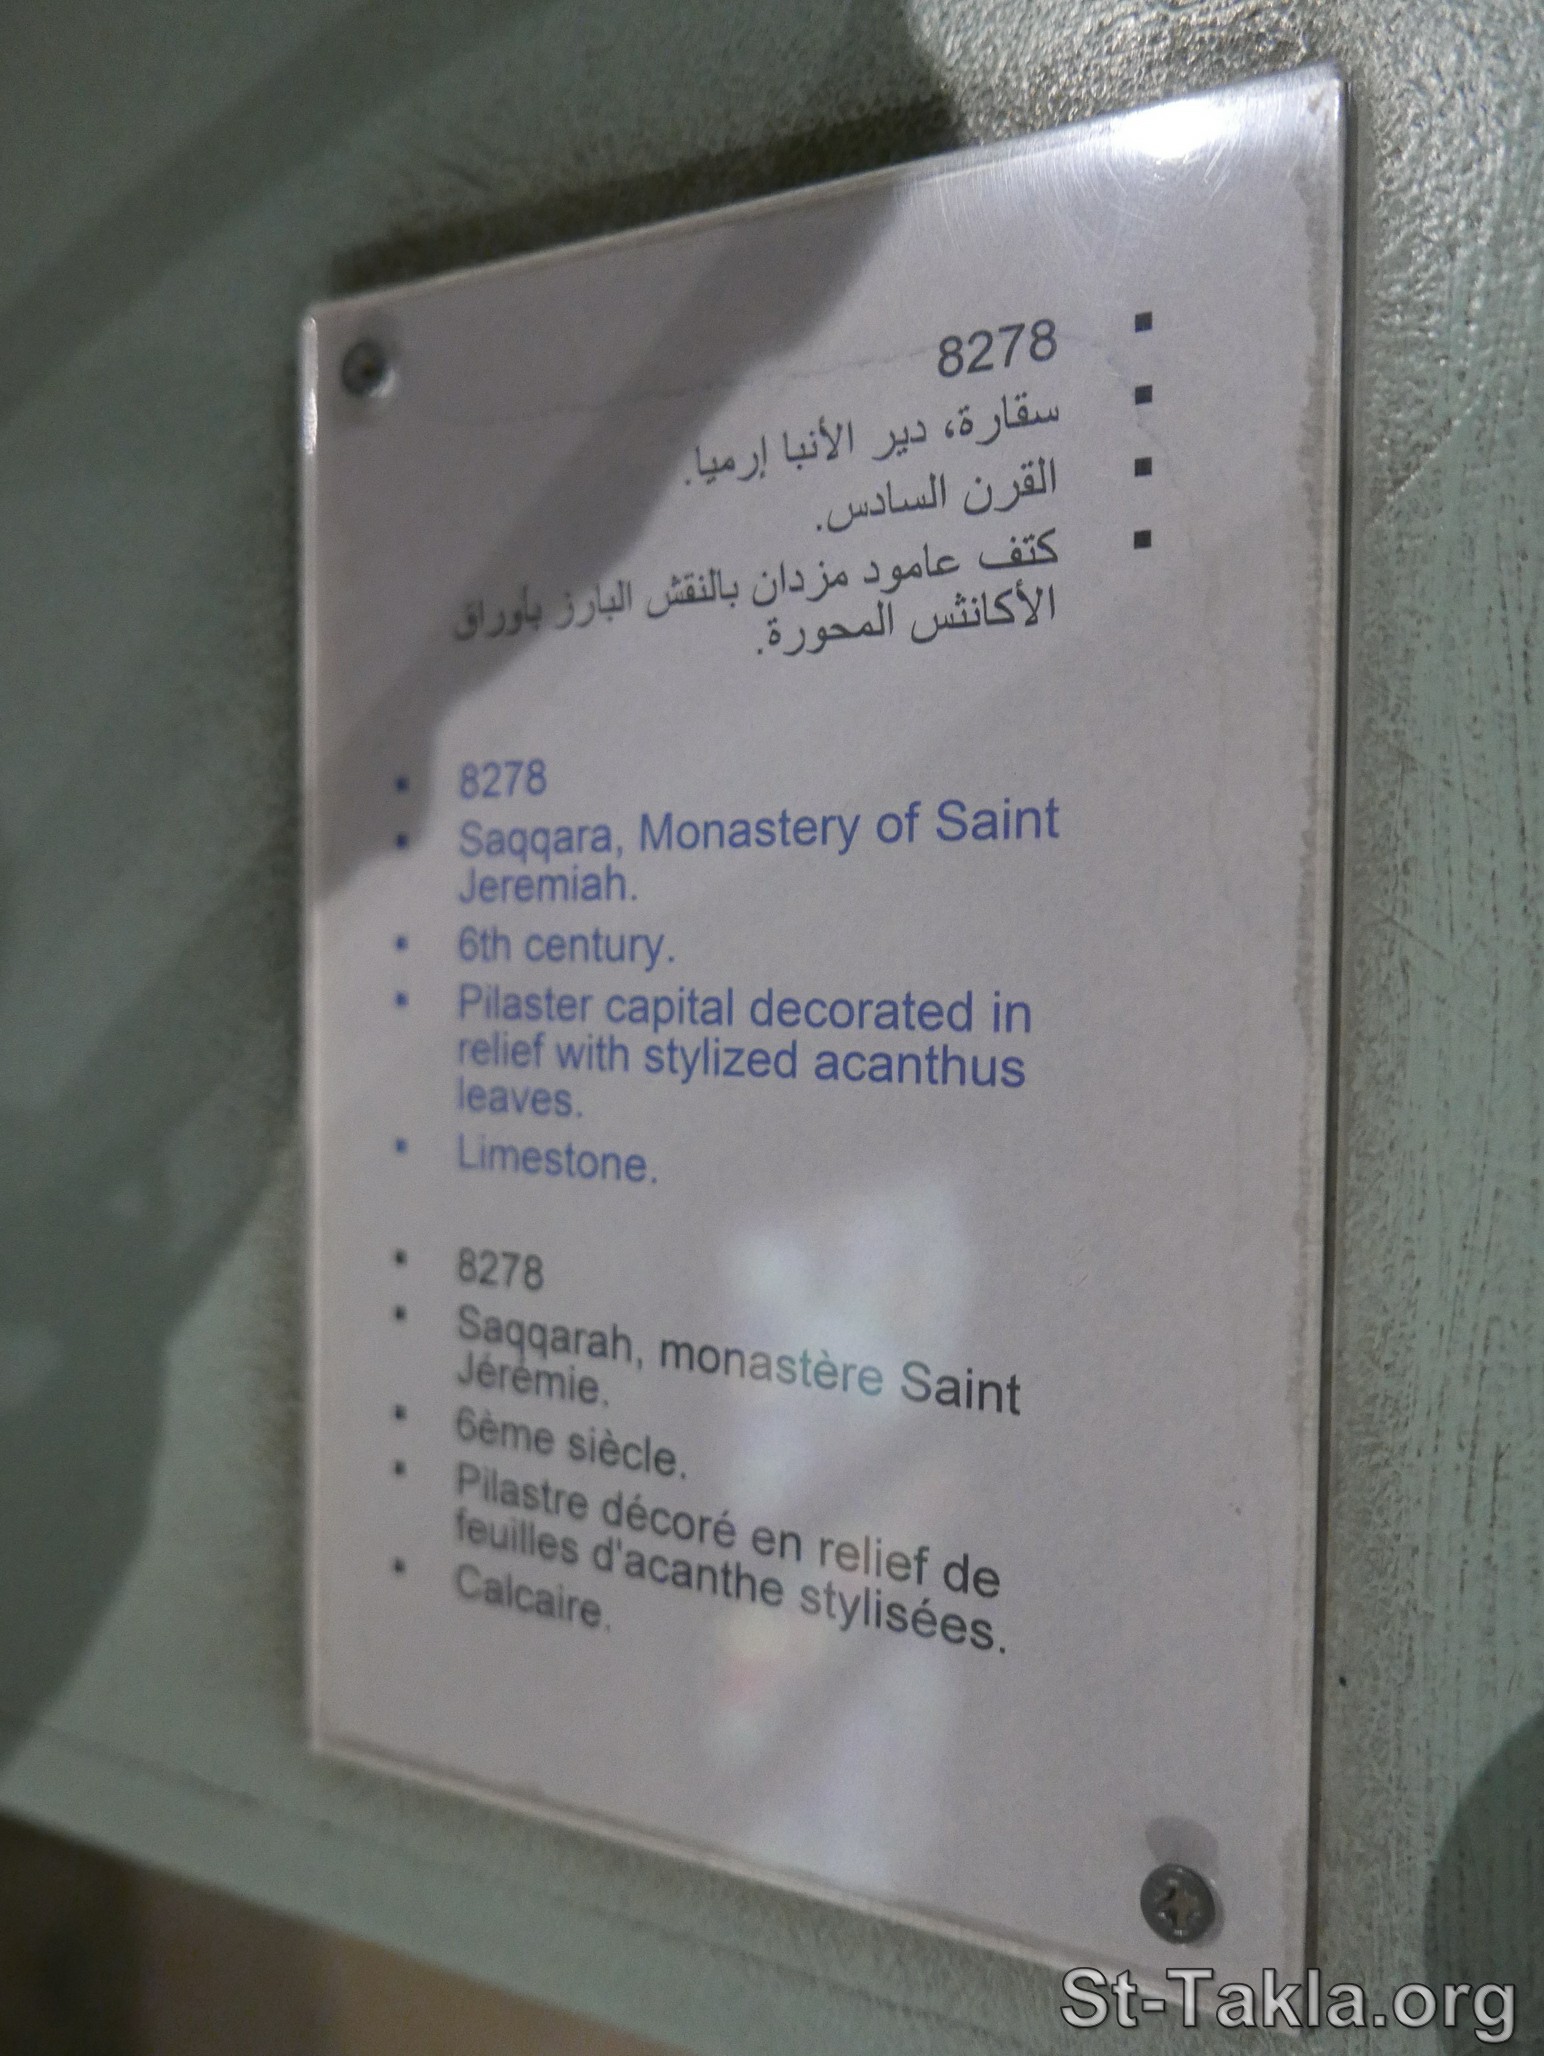 8278
سقارة، دير الأنبا إرميا.
القرن السادس.
كتف عامود مزدان بالنقش البارز بأوراق
الأكانثس المحورة.
8278
Saqqara, Monastery of Saint
Jeremiah.
6th century.
Pilaster capital decorated in
relief with stylized acanthus
leaves.
Limestone.
8278
Saqqarah, monastère Saint
Jérémie.
6ème siècle.
Pilastre décoré en relief de
feuilles d'acanthe stylisées.
Calcaire.
St-Takla.org